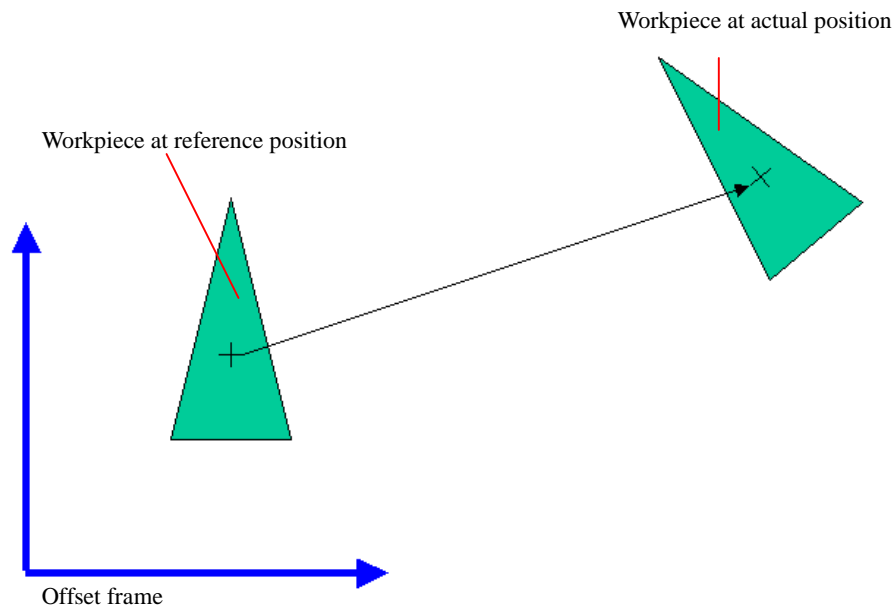 Workpiece at actual position
Workpiece at reference position
Offset frame